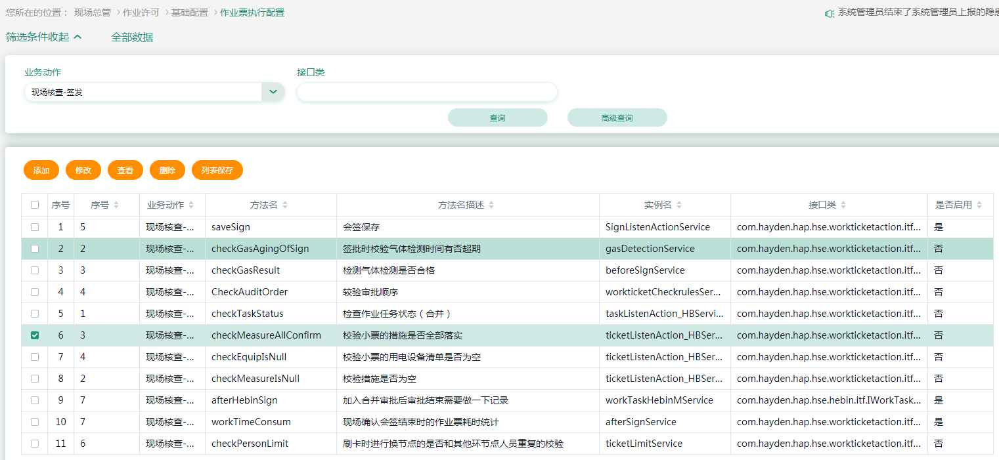 您所在的位置： 现场总管 >作业许可 >基础配置 >作业票执行配置
系统管理员结束了系统管理员上报的隐
筛选条件收起 全部数据
业务动作 接口类
现场核查-签发
查询 高级查询
添加 修改 查看 删除 列表保存
序号 序号 业务动作 方法名 方法名描述 实例名 接口类 是否启用
1 5 现场核查-... saveSign 会签保存 SignListenActionService com.hayden.hap.hse.workticketaction.itf... 是
2 2 现场核查-... checkGasAgingOfSign 签批时校验气体检测时间有否超期 gasDetectionService com.hayden.hap.hse.workticketaction.itf... 否
3 3 现场核查-... checkGasResult 检测气体检测是否合格 beforeSignService com.hayden.hap.hse.workticketaction.itf... 否
4 4 现场核查-... CheckAuditOrder 较验审批顺序 workticketCheckrulesSer... com.hayden.hap.hse.workticketaction.itf... 否
5 1 现场核查-... checkTaskStatus 检查作业任务状态（合并） taskListenAction_HBServi... com.hayden.hap.hse.workticketaction.itf... 否
6 3 现场核查-... checkMeasureAllConfirm 校验小票的措施是否全部落实 ticketListenAction_HBSer... com.hayden.hap.hse.workticketaction.itf... 否
7 4 现场核查-... checkEquipIsNull 校验小票的用电设备清单是否为空 ticketListenAction_HBSer... com.hayden.hap.hse.workticketaction.itf... 否
8 2 现场核查-... checkMeasureIsNull 校验措施是否为空 ticketListenAction_HBSer... com.hayden.hap.hse.workticketaction.itf... 否
9 7 现场核查-... afterHebinSign 加入合并审批后审批结束需要做一下记录 workTaskHebinMService com.hayden.hap.hse.hebin.itf.IWorkTask... 是
10 7 现场核查-... workTimeConsum 现场确认会签结束时的作业票耗时统计 afterSignService com.hayden.hap.hse.workticketaction.itf... 是
11 6 现场核查-... checkPersonLimit 刷卡时进行换节点的是否和其他环节点人员重复的校验 ticketLimitService com.hayden.hap.hse.workticketaction.itf... 否